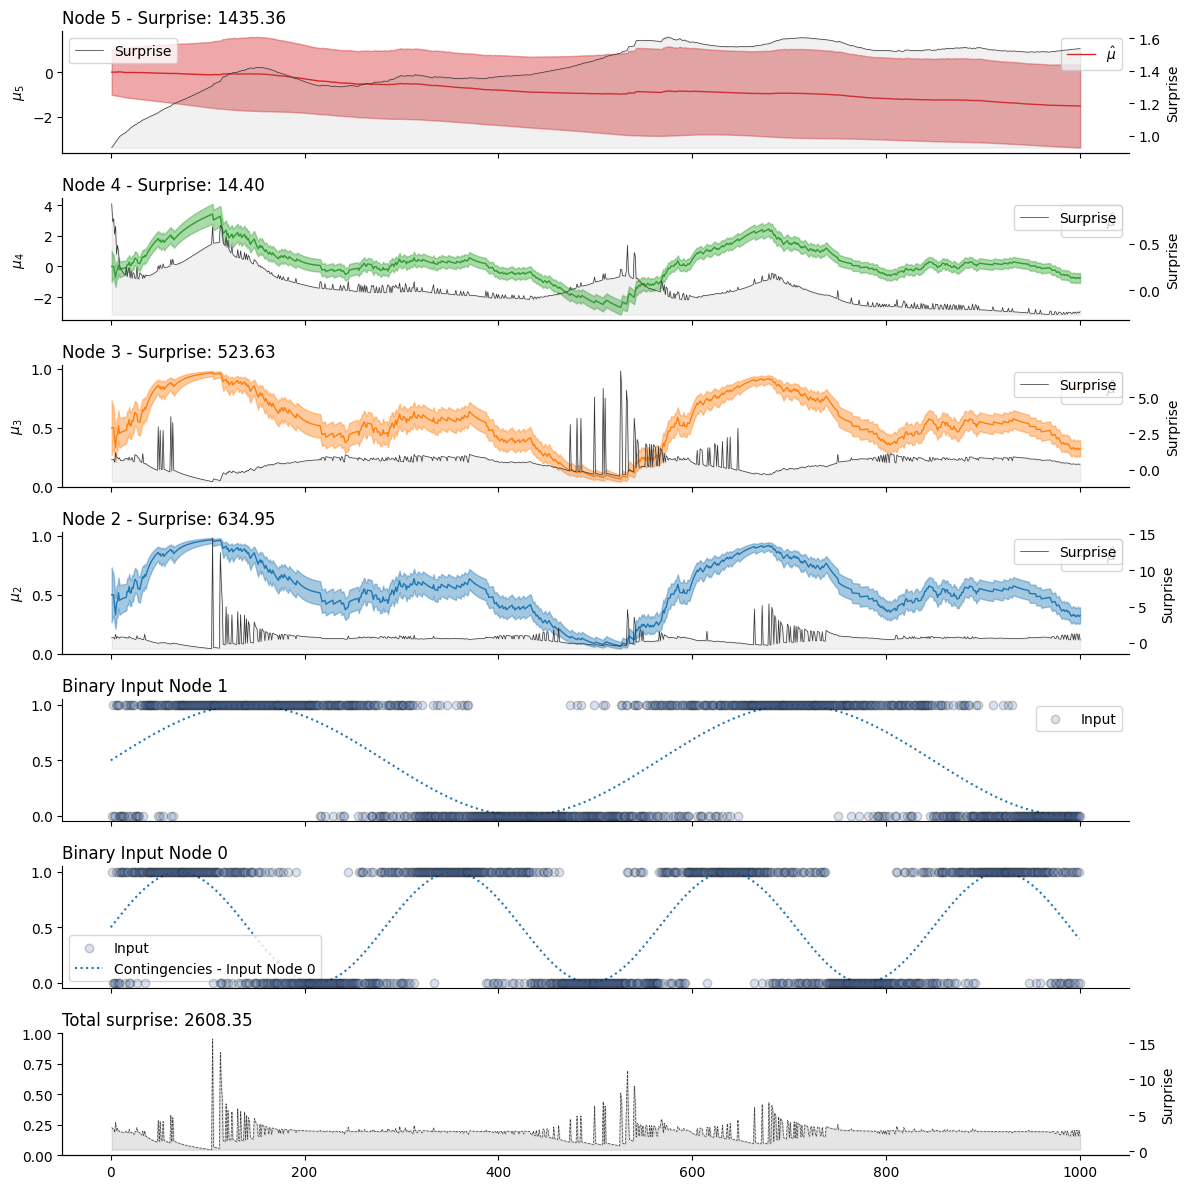 Node 5 - Surprise: 1435.36
Surprise
μ̂
0
−2
μ5
1.6
1.4
1.2
1.0
Surprise
Node 4 - Surprise: 14.40
4
2
0
−2
μ4
Surprise
0.5
0.0
Surprise
Node 3 - Surprise: 523.63
1.0
0.5
0.0
μ3
Surprise
5.0
2.5
0.0
Surprise
Node 2 - Surprise: 634.95
1.0
0.5
0.0
μ2
Surprise
15
10
5
0
Surprise
Binary Input Node 1
1.0
0.5
0.0
Input
Binary Input Node 0
1.0
0.5
0.0
Input
Contingencies - Input Node 0
Total surprise: 2608.35
1.00
0.75
0.50
0.25
0.00
15
10
5
0
Surprise
0
200
400
600
800
1000